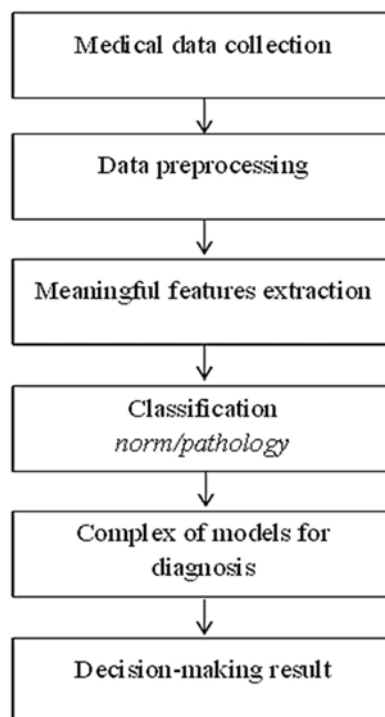 Medical data collection
Data preprocessing
Meaningful features extraction
Classification
norm/pathology
Complex of models for
diagnosis
Decision-making result